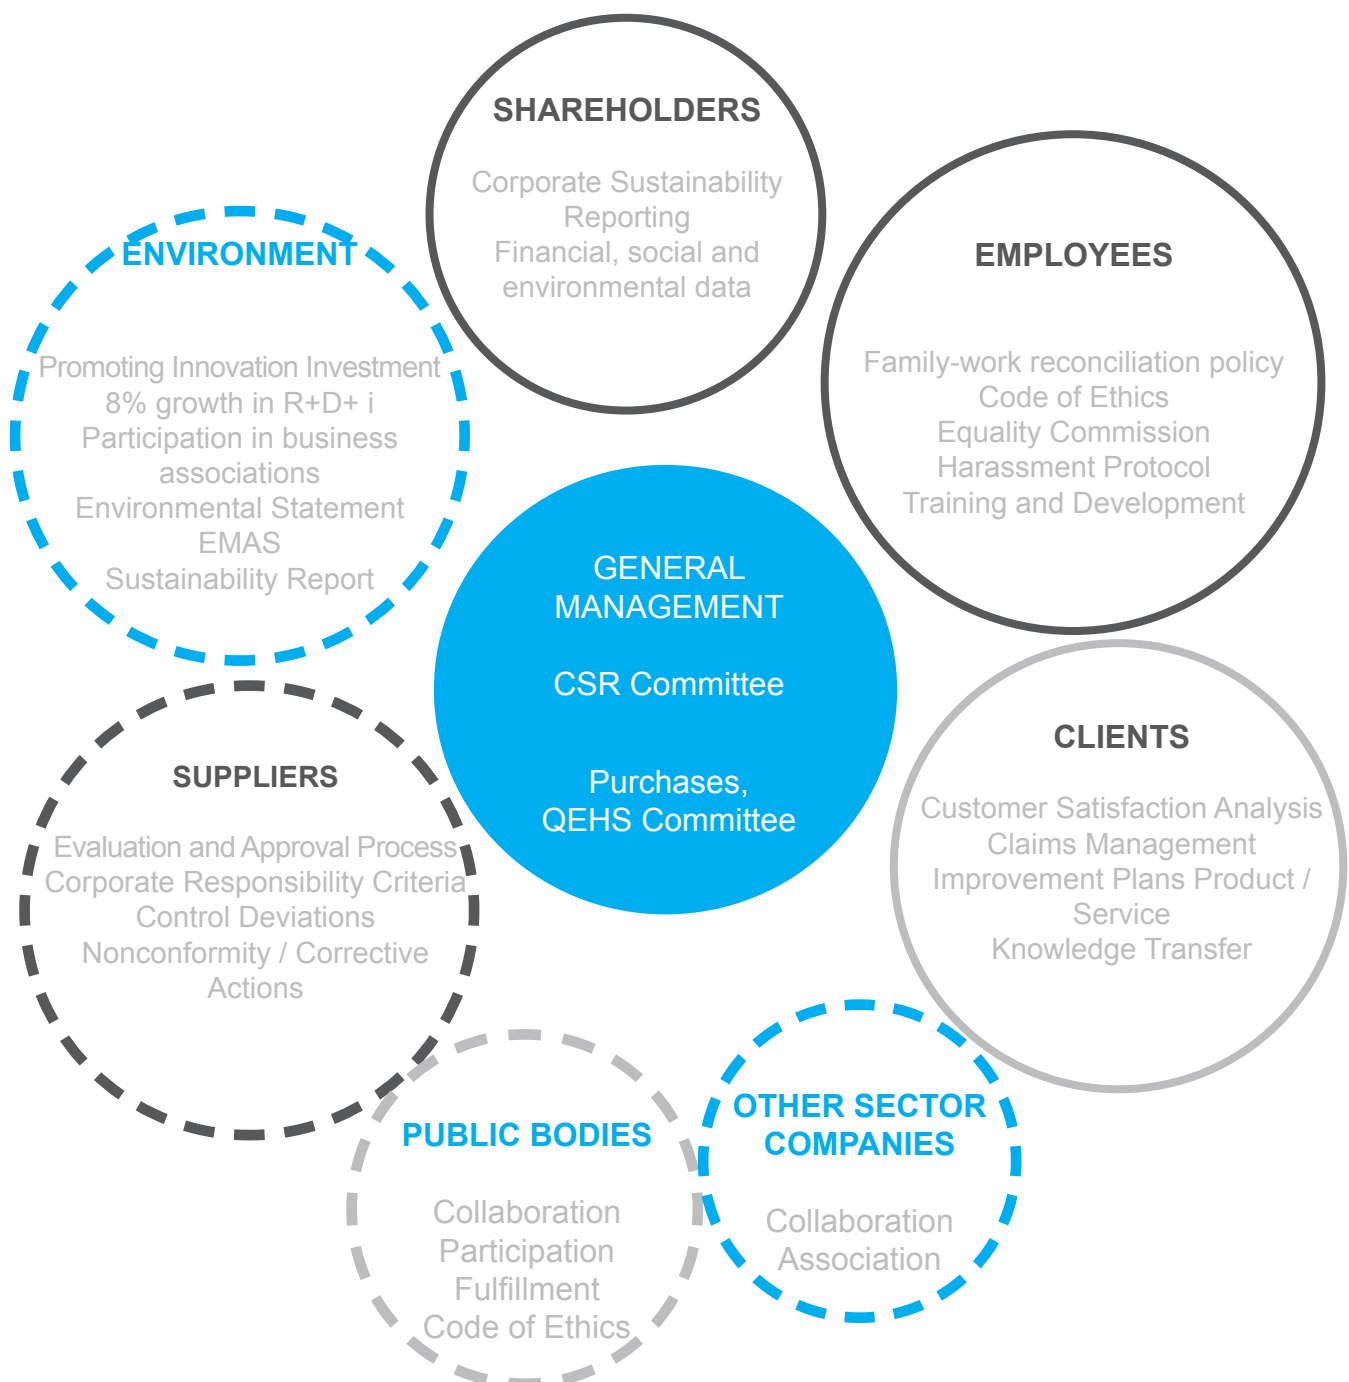 SHAREHOLDERS
Corporate Sustainability
Reporting
Financial, social and
environmental data
ENVIRONMENT
Promoting Innovation Investment
8% growth in R+D+ i
Participation in business
associations
Environmental Statement
EMAS
Sustainability Report
EMPLOYEES
Family-work reconciliation policy
Code of Ethics
Equality Commission
Harassment Protocol
Training and Development
GENERAL
MANAGEMENT
CSR Committee
Purchases,
QEHS Committee
SUPPLIERS
Evaluation and Approval Process
Corporate Responsibility Criteria
Control Deviations
Nonconformity / Corrective
Actions
CLIENTS
Customer Satisfaction Analysis
Claims Management
Improvement Plans Product /
Service
Knowledge Transfer
PUBLIC BODIES
Collaboration
Participation
Fulfillment
Code of Ethics
OTHER SECTOR
COMPANIES
Collaboration
Association